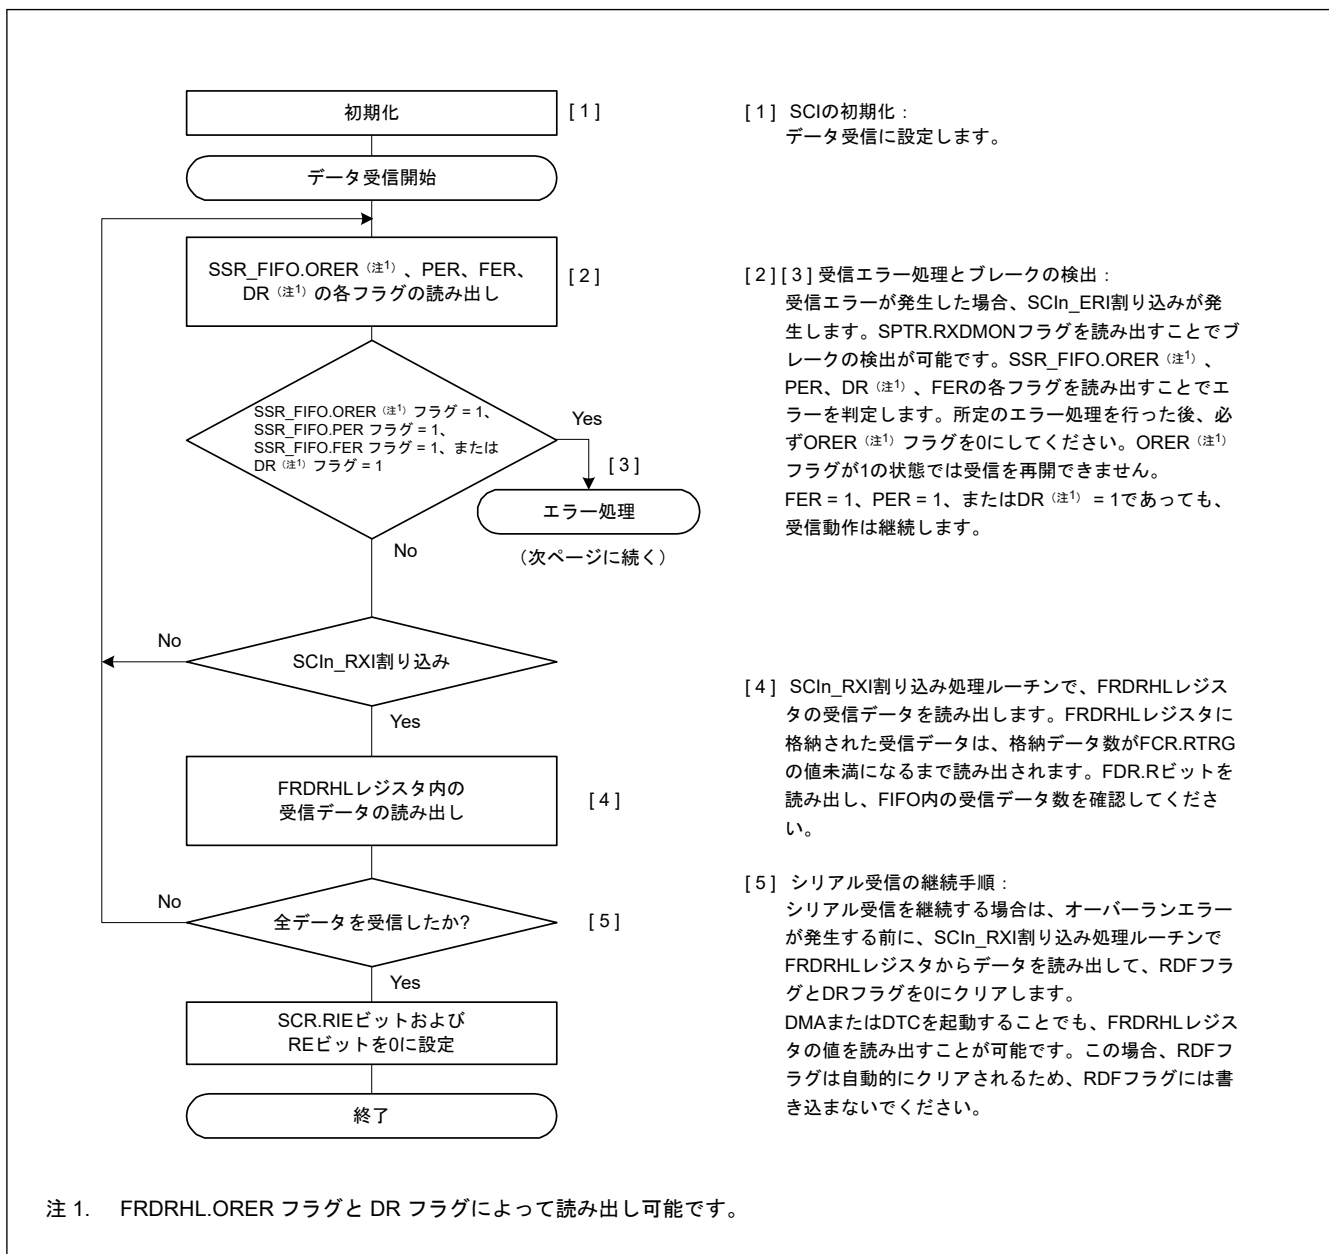 初期化
[ 1 ]
データ受信開始
SSR_FIFO.ORER（注1）、PER、FER、
DR（注1）の各フラグの読み出し
[ 2 ]
SSR_FIFO.ORER（注1）フラグ = 1、
SSR_FIFO.PER フラグ = 1、
SSR_FIFO.FER フラグ = 1、または
DR（注1）フラグ = 1
Yes
[ 3 ]
エラー処理
（次ページに続く）
No
No
SCIn_RXI割り込み
Yes
FRDRHLレジスタ内の
受信データの読み出し
[ 4 ]
No
全データを受信したか?
[ 5 ]
Yes
SCR.RIEビットおよび
REビットを0に設定
終了
[ 1 ] SCIの初期化：
データ受信に設定します。
[ 2 ] [ 3 ] 受信エラー処理とブレークの検出：
受信エラーが発生した場合、SCIn_ERI割り込みが発
生します。SPTR.RXDMONフラグを読み出すことでブ
レークの検出が可能です。SSR_FIFO.ORER（注1）、
PER、DR（注1）、FERの各フラグを読み出すことでエ
ラーを判定します。所定のエラー処理を行った後、必
ずORER（注1）フラグを0にしてください。ORER（注1）
フラグが1の状態では受信を再開できません。
FER = 1、PER = 1、またはDR（注1） = 1であっても、
受信動作は継続します。
[ 4 ] SCIn_RXI割り込み処理ルーチンで、FRDRHLレジス
タの受信データを読み出します。FRDRHLレジスタに
格納された受信データは、格納データ数がFCR.RTRG
の値未満になるまで読み出されます。FDR.Rビットを
読み出し、FIFO内の受信データ数を確認してくださ
い。
[ 5 ] シリアル受信の継続手順：
シリアル受信を継続する場合は、オーバーランエラー
が発生する前に、SCIn_RXI割り込み処理ルーチンで
FRDRHLレジスタからデータを読み出して、RDFフラ
グとDRフラグを0にクリアします。
DMAまたはDTCを起動することでも、FRDRHLレジス
タの値を読み出すことが可能です。この場合、RDFフ
ラグは自動的にクリアされるため、RDFフラグには書
き込まないでください。
注 1. FRDRHL.ORER フラグと DR フラグによって読み出し可能です。